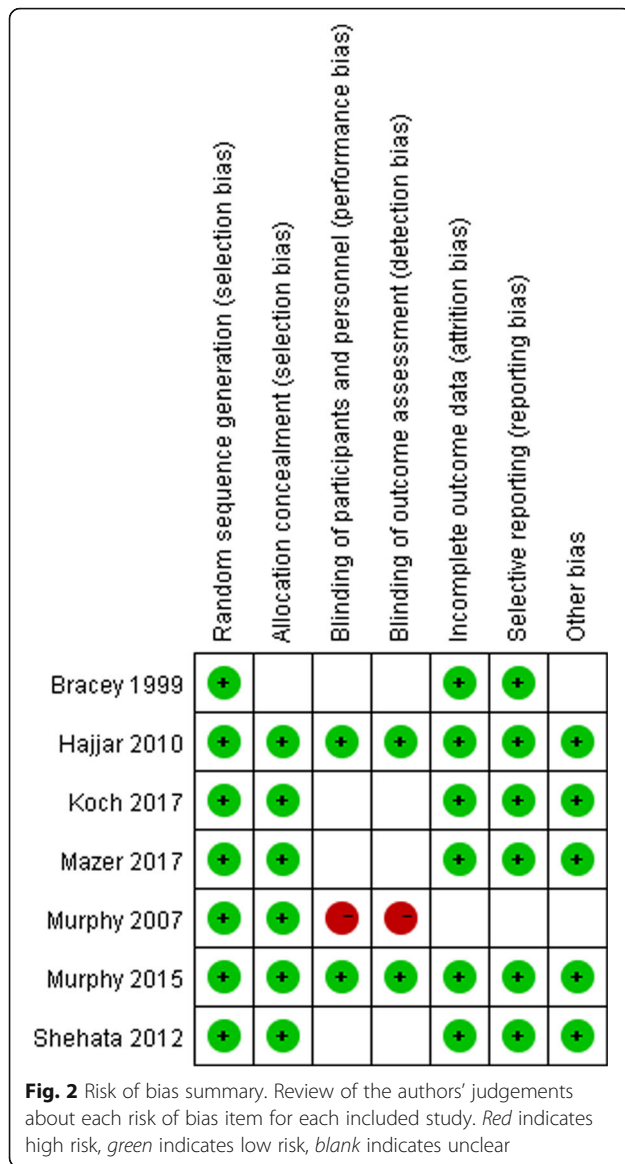 Random sequence generation (selection bias)
Allocation concealment (selection bias)
Blinding of participants and personnel (performance bias)
Blinding of outcome assessment (detection bias)
Incomplete outcome data (attrition bias)
Selective reporting (reporting bias)
Other bias
Bracey 1999 + + +
Hajjar 2010 + + + + + + +
Koch 2017 + + + + +
Mazer 2017 + + + + +
Murphy 2007 + + - -
Murphy 2015 + + + + + + +
Shehata 2012 + + + + +
Fig. 2 Risk of bias summary. Review of the authors’ judgements
about each risk of bias item for each included study. Red indicates
high risk, green indicates low risk, blank indicates unclear